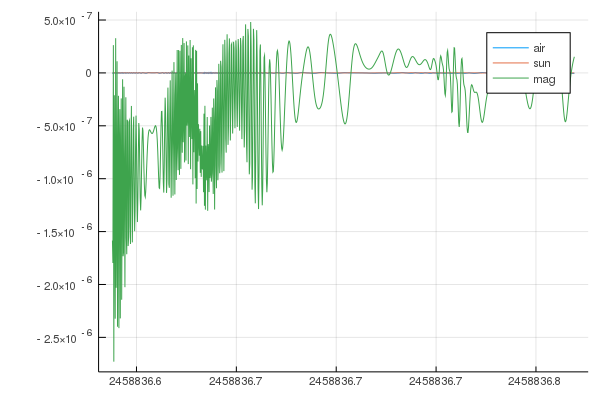 5.0×10 -7
0
- 5.0×10 -7
- 1.0×10 -6
- 1.5×10 -6
- 2.0×10 -6
- 2.5×10 -6
2458836.6 2458836.7 2458836.7 2458836.7 2458836.8
air
sun
mag